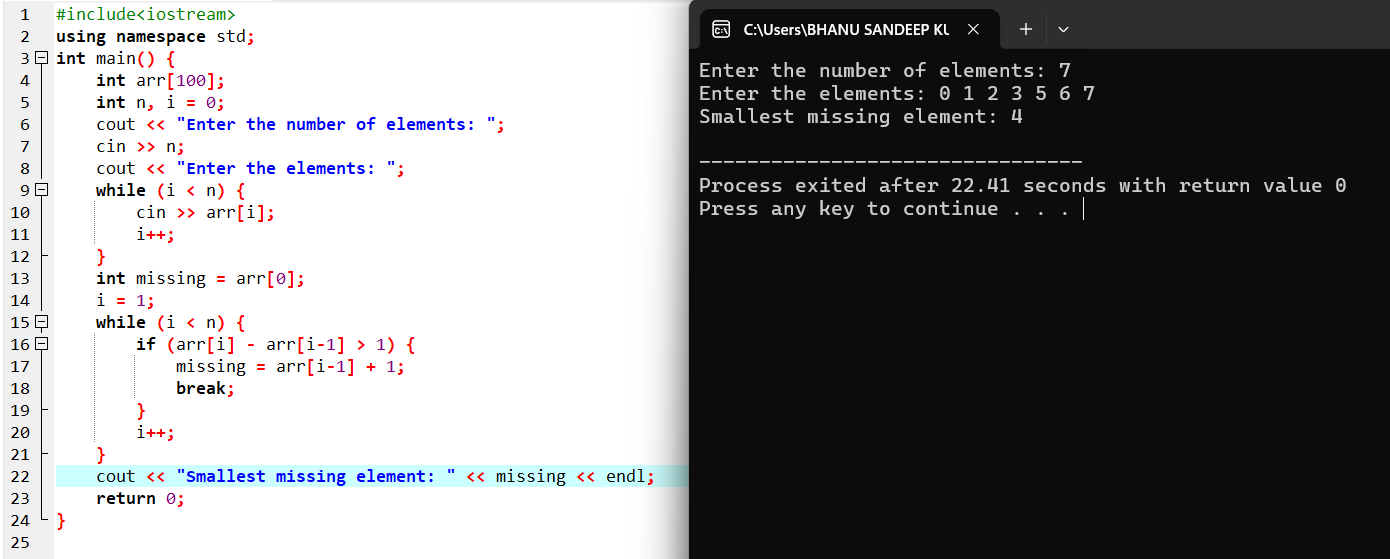 1 #include<iostream>
2 using namespace std;
3 int main() {
4     int arr[100];
5     int n, i = 0;
6     cout << "Enter the number of elements: ";
7     cin >> n;
8     cout << "Enter the elements: ";
9     while (i < n) {
10         cin >> arr[i];
11         i++;
12     }
13     int missing = arr[0];
14     i = 1;
15     while (i < n) {
16         if (arr[i] - arr[i-1] > 1) {
17             missing = arr[i-1] + 1;
18             break;
19         }
20         i++;
21     }
22     cout << "Smallest missing element: " << missing << endl;
23     return 0;
24 }
25
C:\Users\BHANU SANDEEP KU
Enter the number of elements: 7
Enter the elements: 0 1 2 3 5 6 7
Smallest missing element: 4
--------------------------------
Process exited after 22.41 seconds with return value 0
Press any key to continue . . .